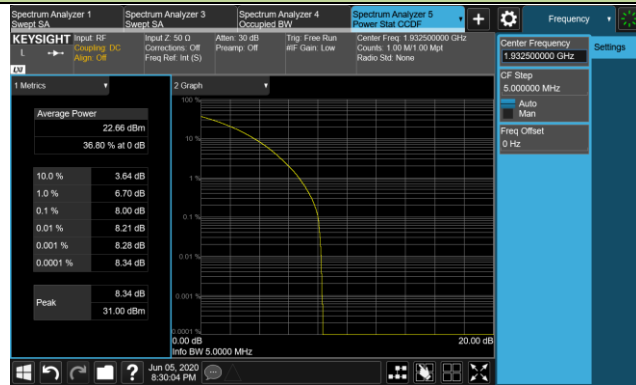 Spectrum Analyzer 1
Swept SA
Spectrum Analyzer 3
Swept SA
Spectrum Analyzer 4
Occupied BW
Spectrum Analyzer 5
Power Stat CCDF
Frequency
KEYSIGHT
L
LXI
Input: RF
Coupling: DC
Align: Off
Input Z: 50 Ω
Corrections: Off
Freq Ref: Int (S)
Atten: 30 dB
Preamp: Off
Trig: Free Run
#IF Gain: Low
Center Freq: 1.932500000 GHz
Counts: 1.00 M/1.00 Mpt
Radio Std: None
Center Frequency
1.932500000 GHz
Settings
CF Step
5.000000 MHz
Auto
Man
Freq Offset
0 Hz
1 Metrics
Average Power
22.66 dBm
36.80 % at 0 dB
10.0 % 3.64 dB
1.0 % 6.70 dB
0.1 % 8.00 dB
0.01 % 8.21 dB
0.001 % 8.28 dB
0.0001 % 8.34 dB
Peak
8.34 dB
31.00 dBm
2 Graph
100 %
10 %
1 %
0.1 %
0.01 %
0.001 %
0.0001 %
0.00 dB
20.00 dB
Info BW 5.0000 MHz
?
Jun 05, 2020
8:30:04 PM